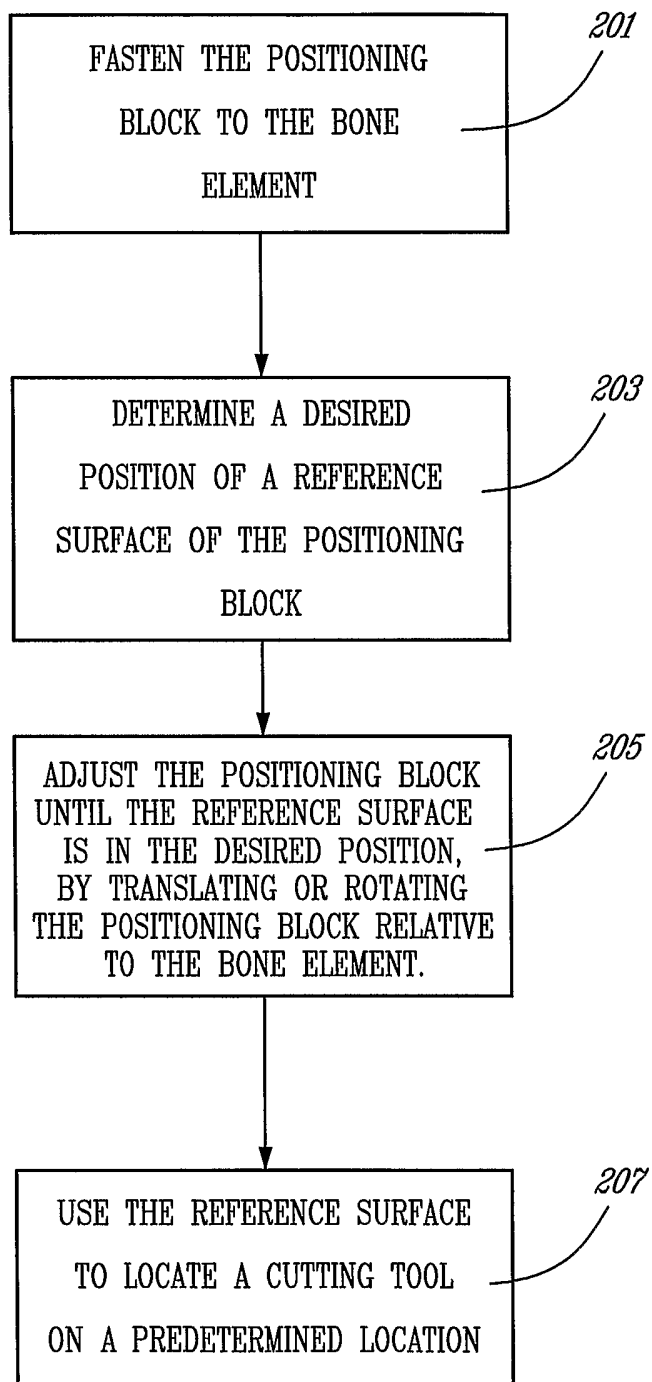 201
FASTEN THE POSITIONING
BLOCK TO THE BONE
ELEMENT
203
DETERMINE A DESIRED
POSITION OF A REFERENCE
SURFACE OF THE POSITIONING
BLOCK
205
ADJUST THE POSITIONING BLOCK
UNTIL THE REFERENCE SURFACE
IS IN THE DESIRED POSITION,
BY TRANSLATING OR ROTATING
THE POSITIONING BLOCK RELATIVE
TO THE BONE ELEMENT.
207
USE THE REFERENCE SURFACE
TO LOCATE A CUTTING TOOL
ON A PREDETERMINED LOCATION